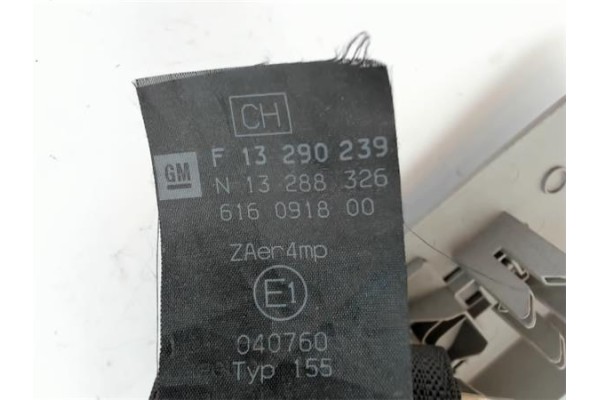 CH
GM F 13 290 239
N 13 288 326
616 0918 00
ZAer4mp
E1
040760
Typ 155